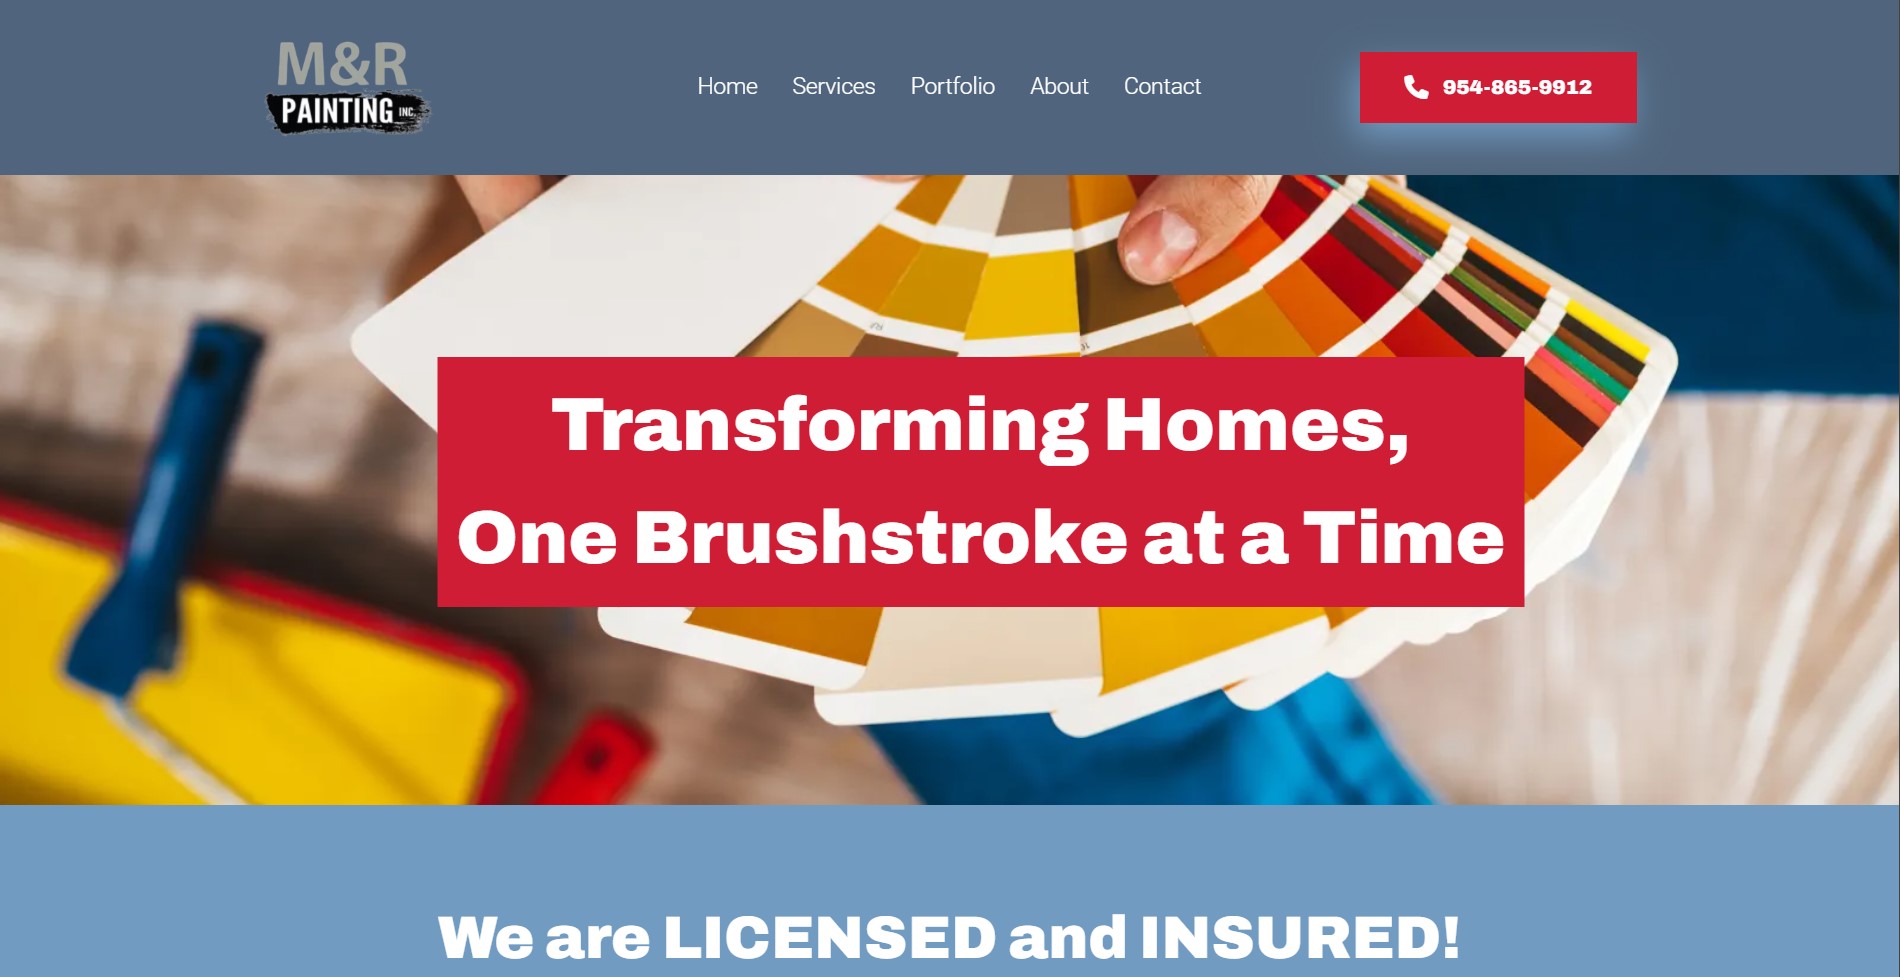 M&R
PAINTING INC.
Home Services Portfolio About Contact
954-865-9912
Transforming Homes,
One Brushstroke at a Time
We are LICENSED and INSURED!